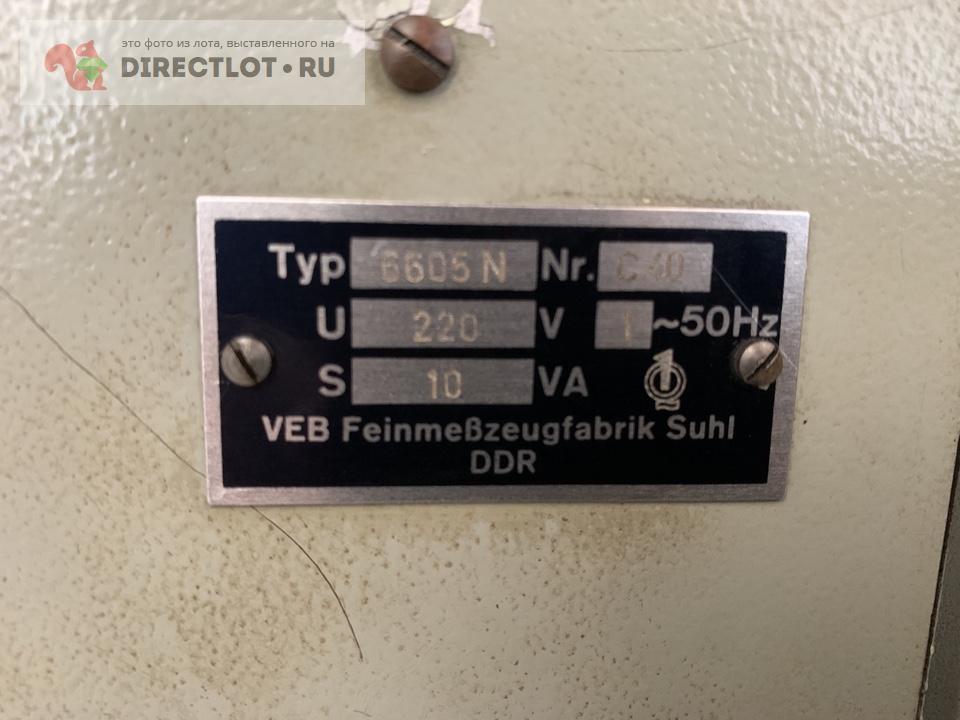 это фото из лота, выставленного на
DIRECTLOT.RU
Typ 6605 N Nr. C 40
U 220 V 1 ~50Hz
S 10 VA
VEB Feinmeßzeugfabrik Suhl
DDR